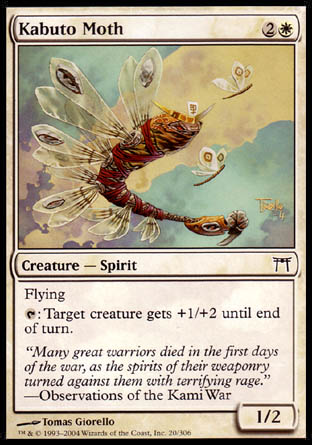 Kabuto Moth 2
Creature — Spirit
Flying
: Target creature gets +1/+2 until end
of turn.
“Many great warriors died in the first days
of the war, as the spirits of their weaponry
turned against them with terrifying rage.”
—Observations of the Kami War
Tomas Giorello
™ & © 1993–2004 Wizards of the Coast, Inc. 20/306
1/2